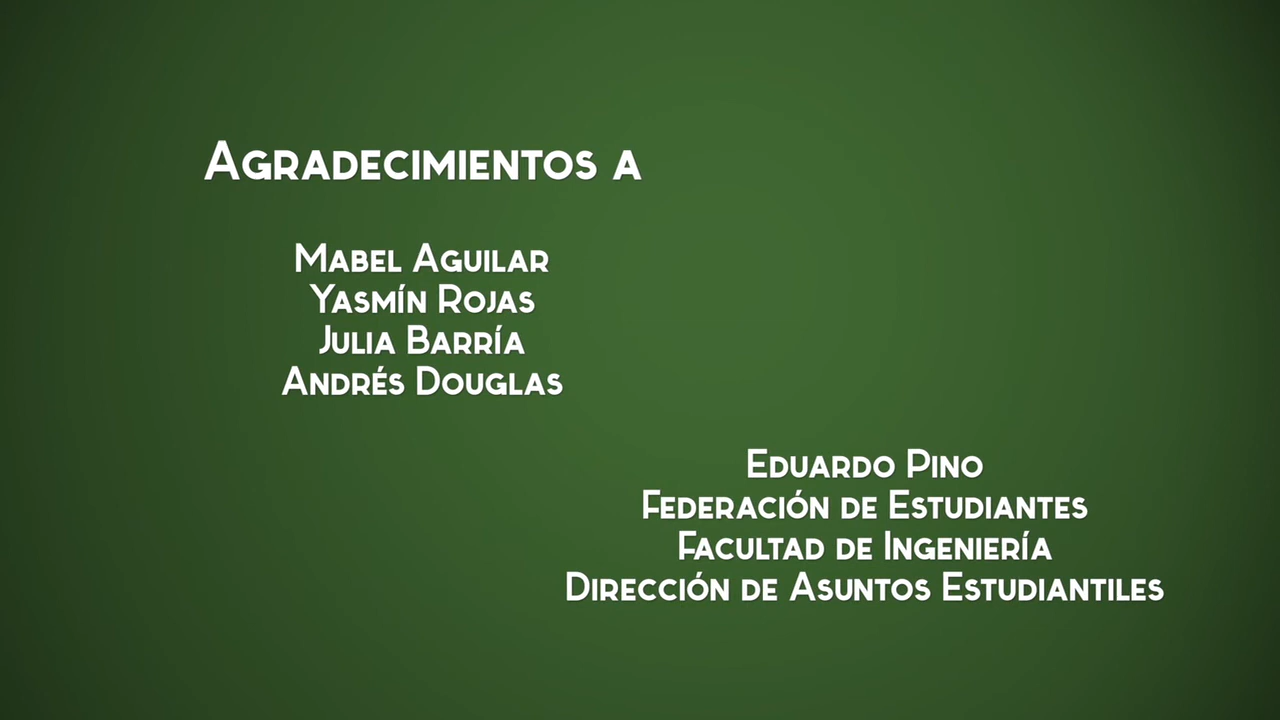 Agradecimientos a
Mabel Aguilar
Yasmín Rojas
Julia Barría
Andrés Douglas
Eduardo Pino
Federación de Estudiantes
Facultad de Ingeniería
Dirección de Asuntos Estudiantiles